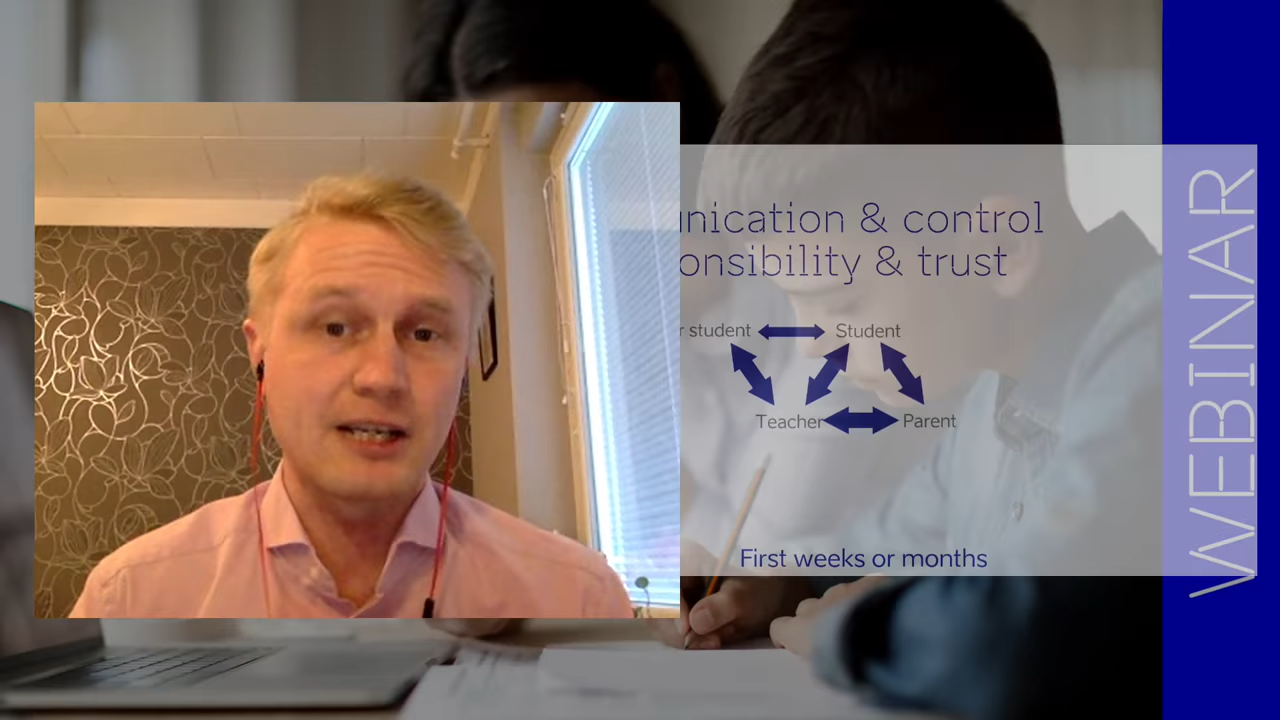 unication & control
onsibility & trust
r student
Student
Teacher
Parent
First weeks or months
WEBINAR